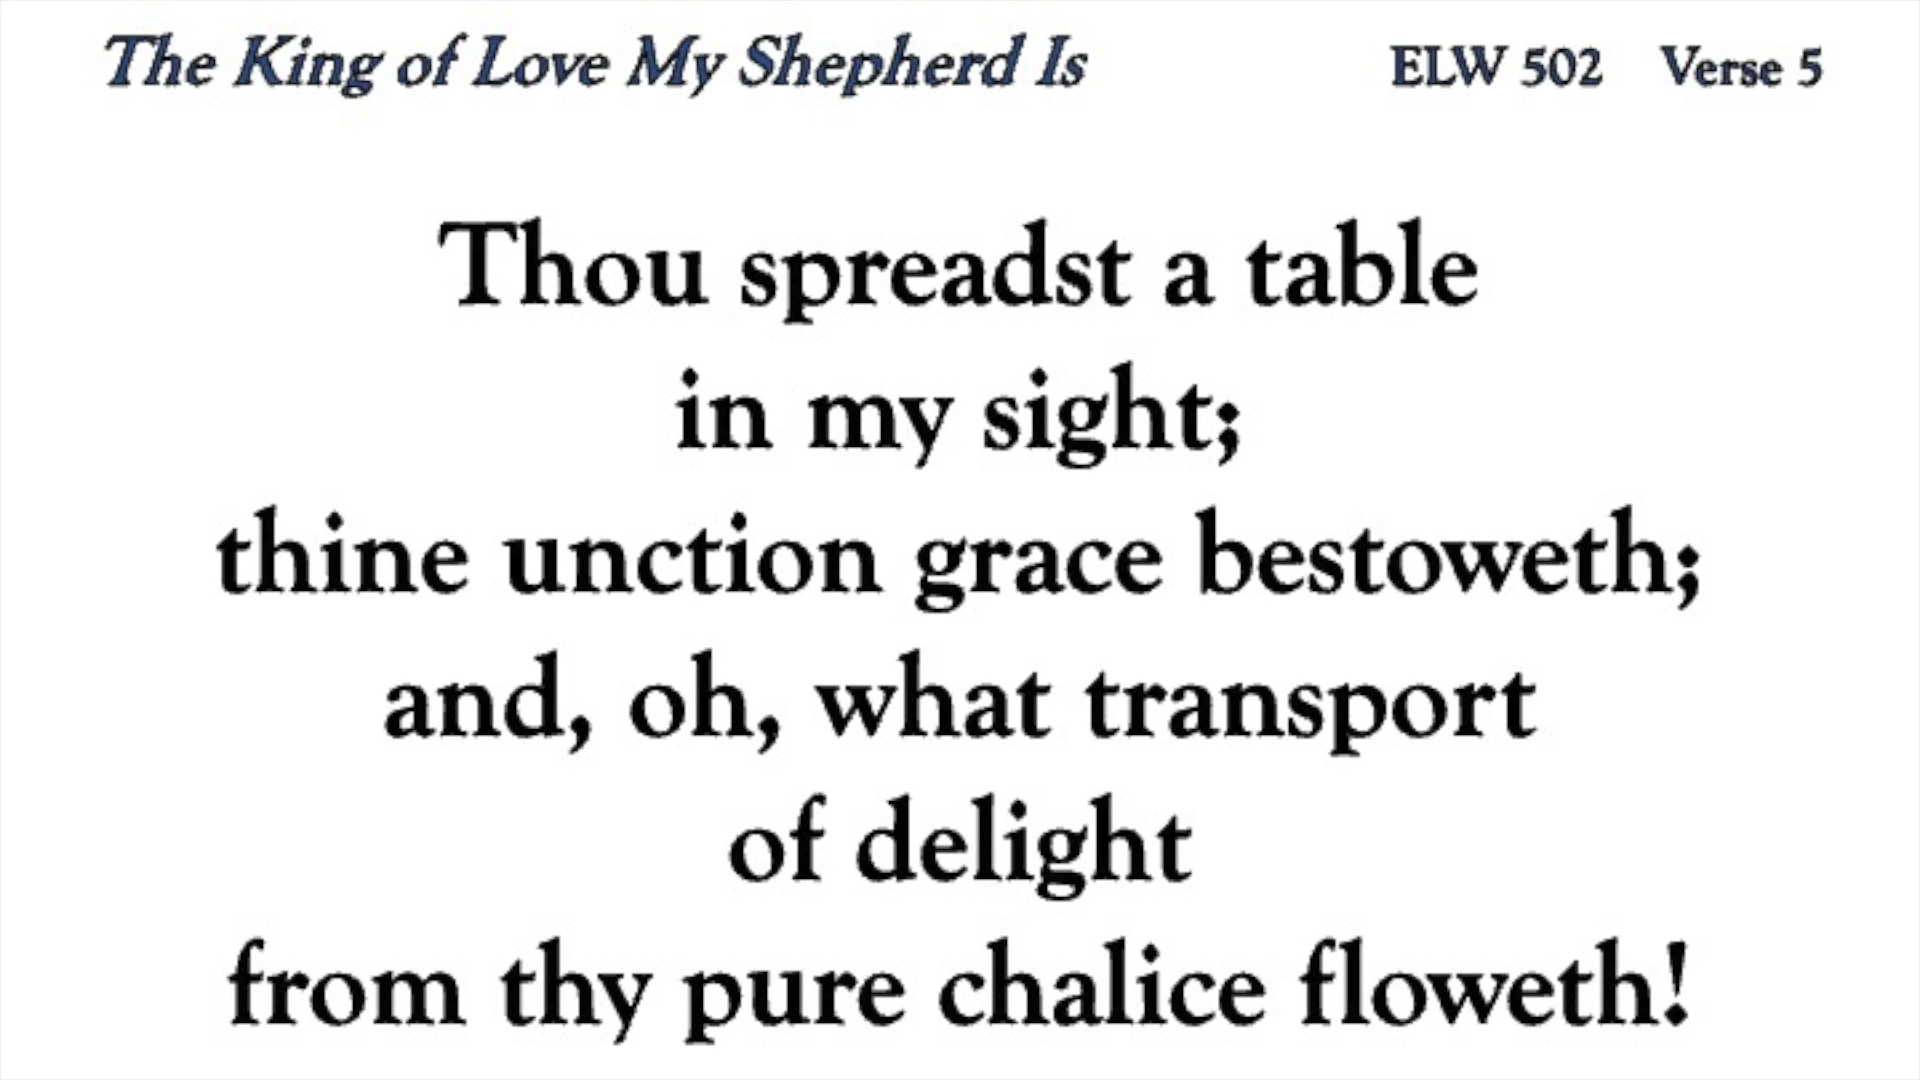 The King of Love My Shepherd Is ELW 502 Verse 5
Thou spreadst a table
in my sight;
thine unction grace bestoweth;
and, oh, what transport
of delight
from thy pure chalice floweth!